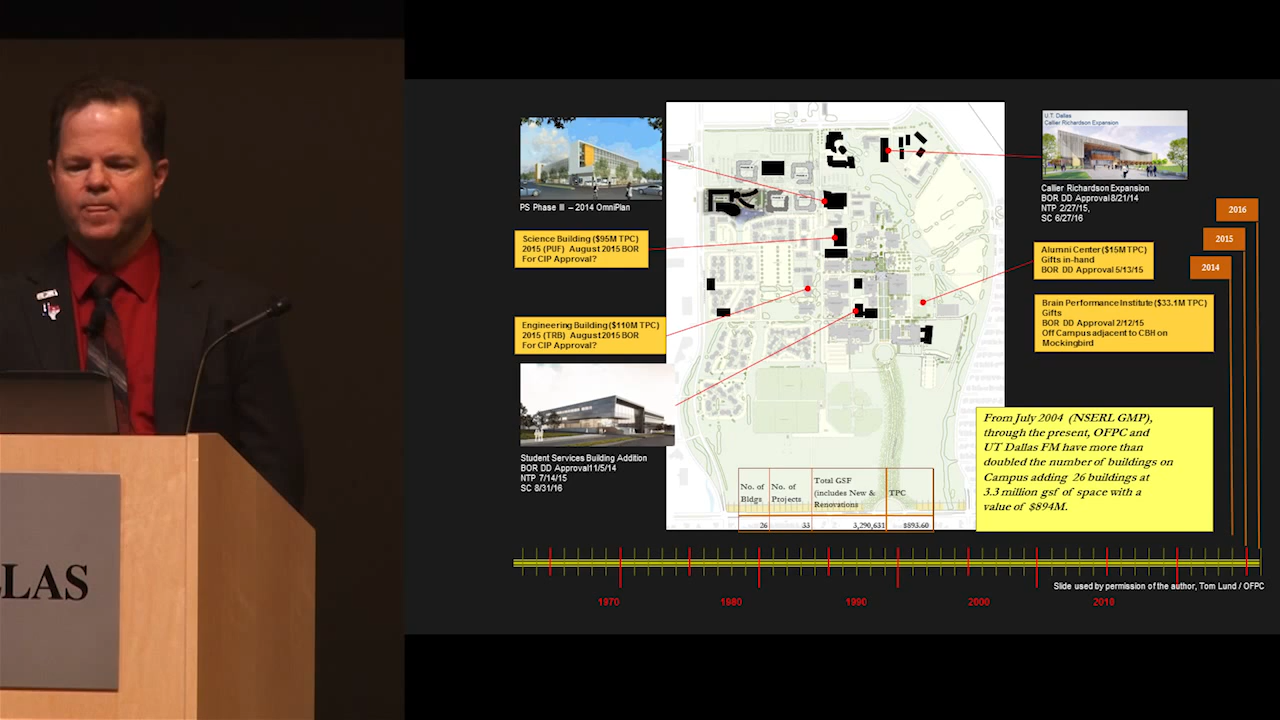 LLAS
PS Phase III – 2014 OmniPlan
Science Building ($95M TPC)
2015 (PUF) August 2015 BOR
For CIP Approval?
Engineering Building ($110M TPC)
2015 (TRB) August 2015 BOR
For CIP Approval?
Student Services Building Addition
BOR DD Approval11/5/14
NTP 7/14/15
SC 8/31/16
No. of Bldgs
No. of Projects
Total GSF (includes New & Renovations
TPC
26
33
3,290,631
$893.60
U.T. Dallas
Callier Richardson Expansion
Callier Richardson Expansion
BOR DD Approval 8/21/14
NTP 2/27/15,
SC 6/27/16
2016
2015
2014
Alumni Center ($15M TPC)
Gifts in-hand
BOR DD Approval 5/13/15
Brain Performance Institute ($33.1M TPC)
Gifts
BOR DD Approval 2/12/15
Off Campus adjacent to CBH on
Mockingbird
From July 2004 (NSERL GMP),
through the present, OFPC and
UT Dallas FM have more than
doubled the number of buildings on
Campus adding 26 buildings at
3.3 million gsf of space with a
value of $894M.
Slide used by permission of the author, Tom Lund / OFPC
1970
1980
1990
2000
2010